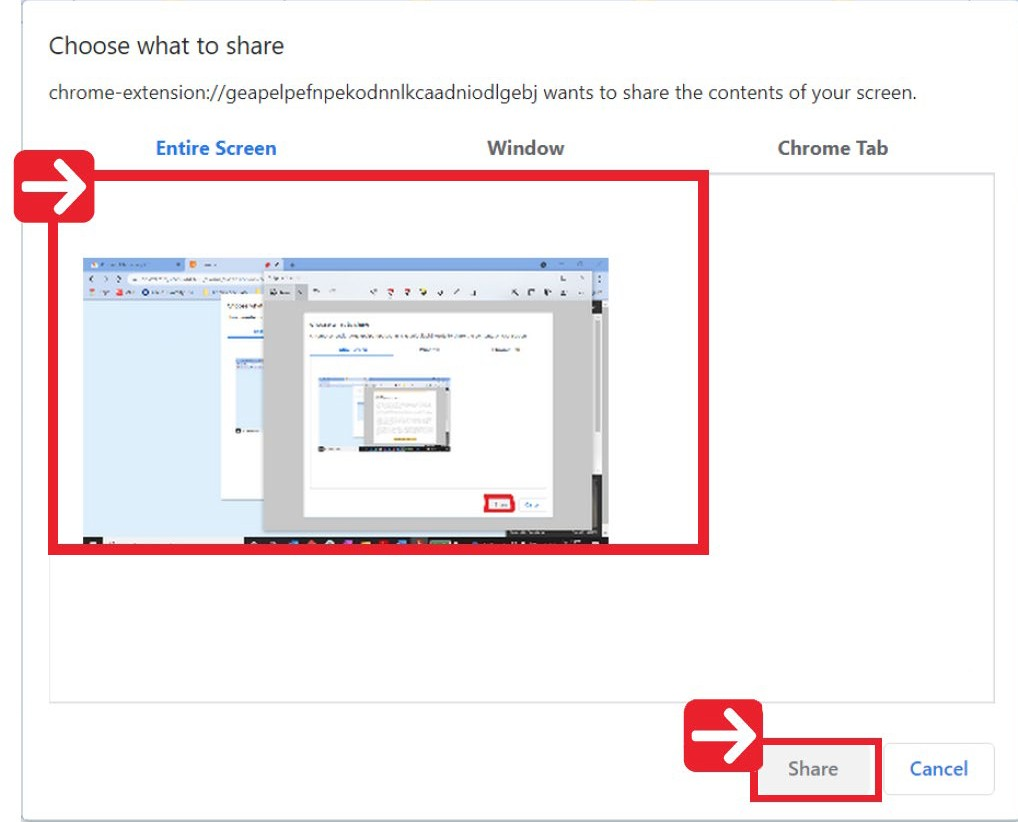 Choose what to share
chrome-extension://geapelpefnpekodnnlkcaadniodlgebj wants to share the contents of your screen.
Entire Screen Window Chrome Tab
Share Cancel